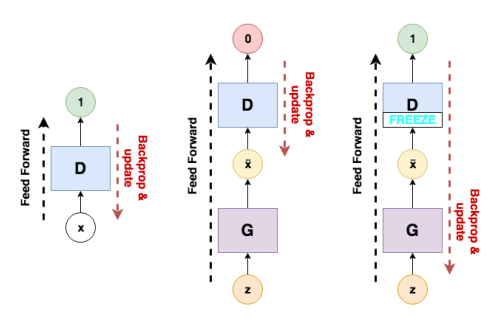 1
D
x
Feed Forward
Backprop &
update
0
D
ẍ
G
z
Feed Forward
Backprop &
update
1
D
FREEZE
ẍ
G
z
Feed Forward
Backprop &
update